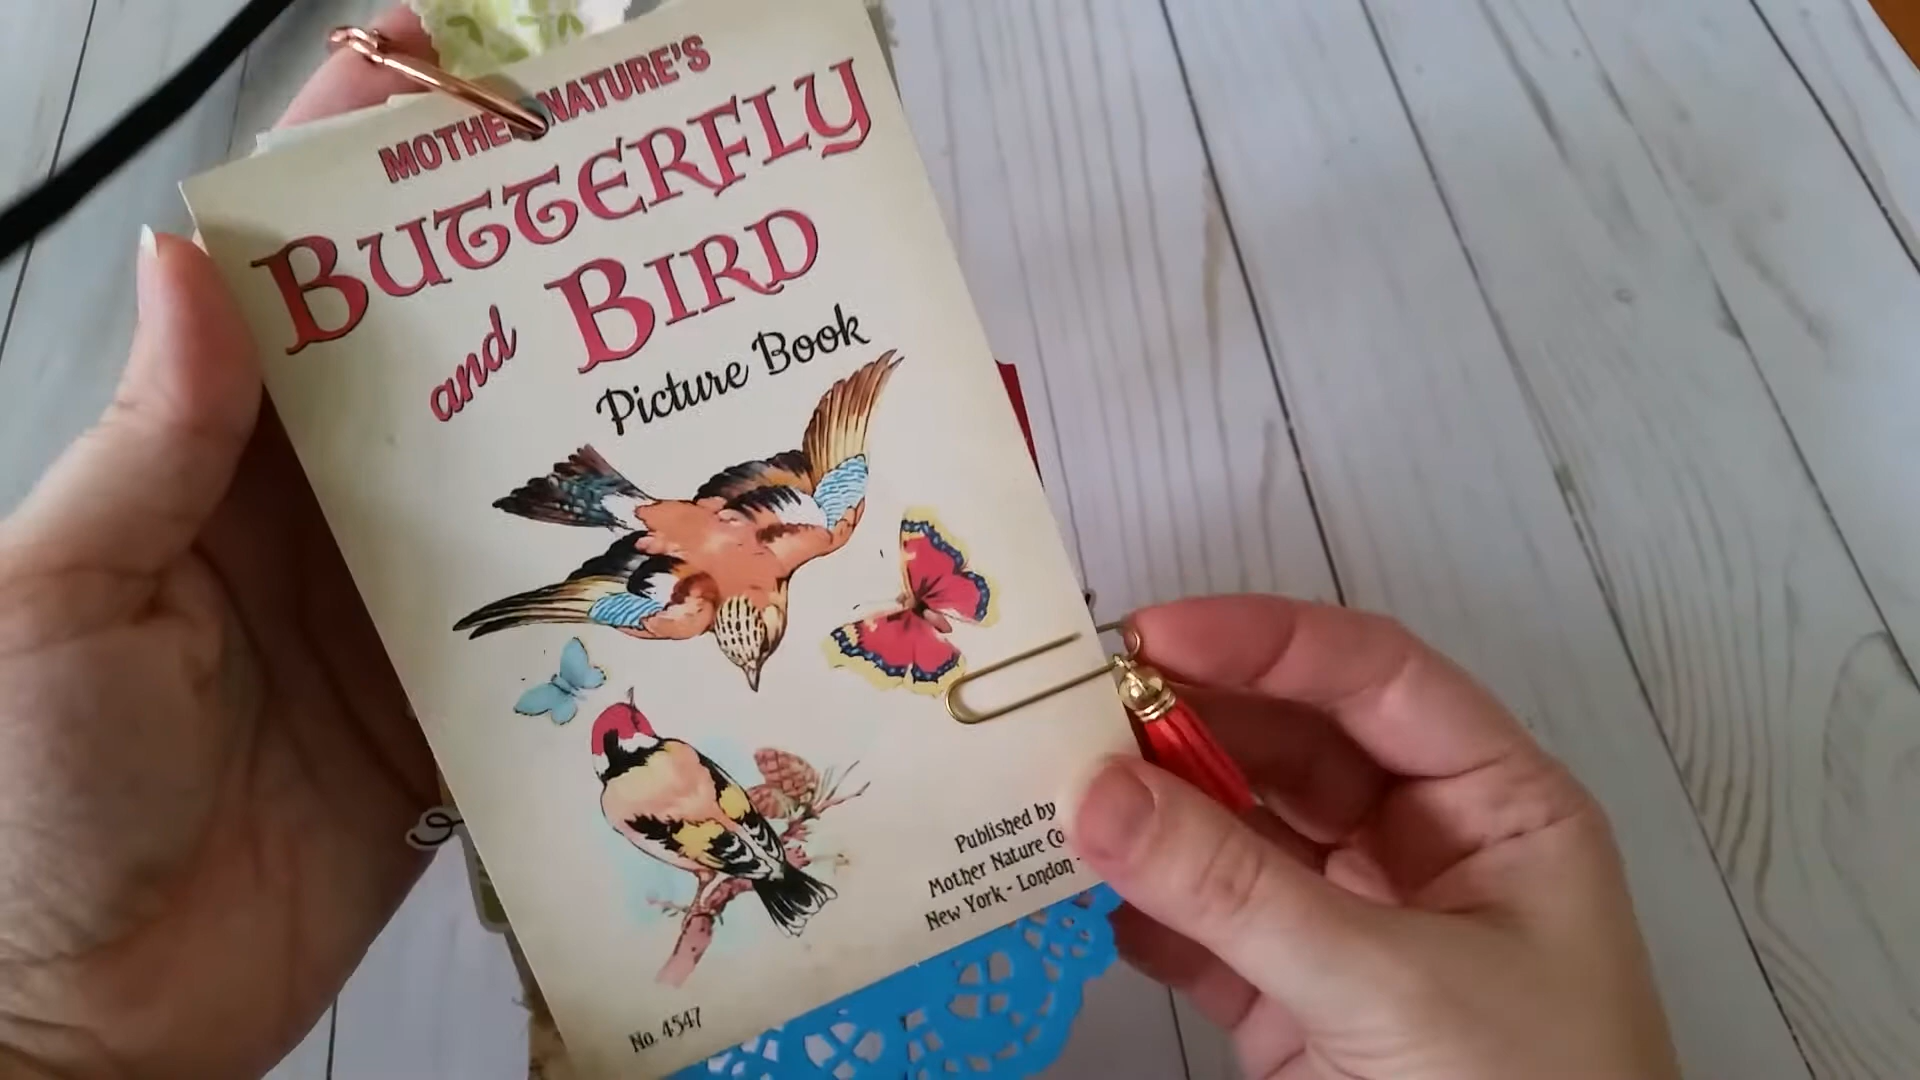 MOTHER NATURE'S
BUTTERFLY
and BIRD
Picture Book
Published by
Mother Nature Co
New York - London -
No. 4547